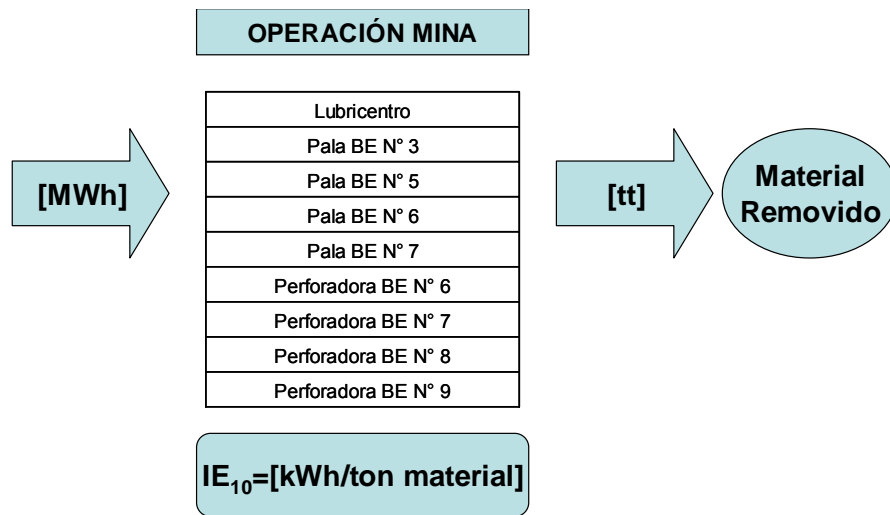 OPERACIÓN MINA
Lubricentro
Pala BE N° 3
Pala BE N° 5
Pala BE N° 6
Pala BE N° 7
Perforadora BE N° 6
Perforadora BE N° 7
Perforadora BE N° 8
Perforadora BE N° 9
[MWh]
[tt]
Material
Removido
IE₁₀=[kWh/ton material]